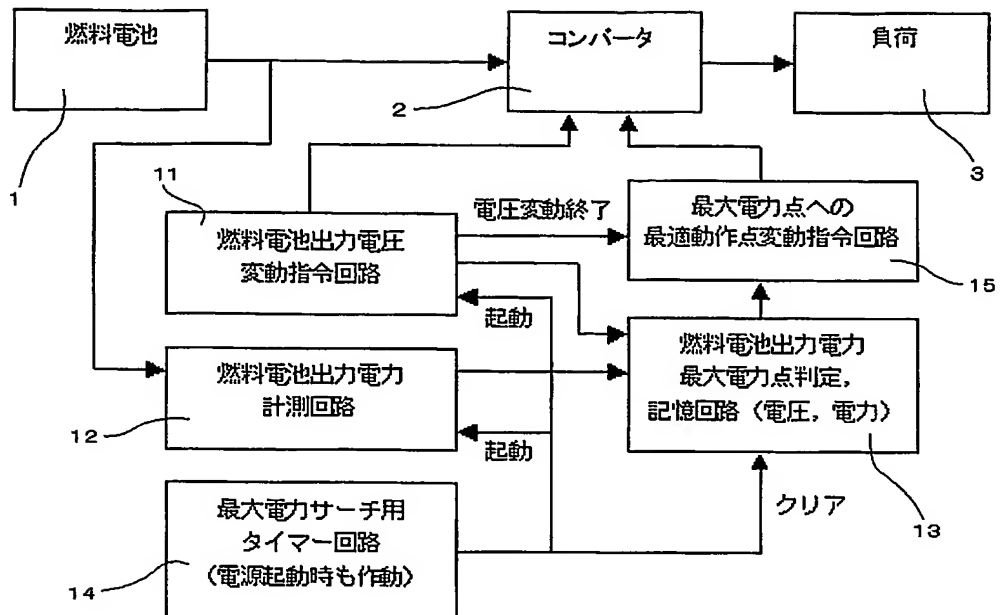 燃料電池
コンバータ
負荷
1
2
3
11
燃料電池出力電圧
変動指令回路
電圧変動終了
最大電力点への
最適動作点変動指令回路
15
起動
12
燃料電池出力電力
計測回路
燃料電池出力電力
最大電力点判定,
記憶回路(電圧,電力)
13
起動
14
最大電力サーチ用
タイマー回路
(電源起動時も作動)
クリア